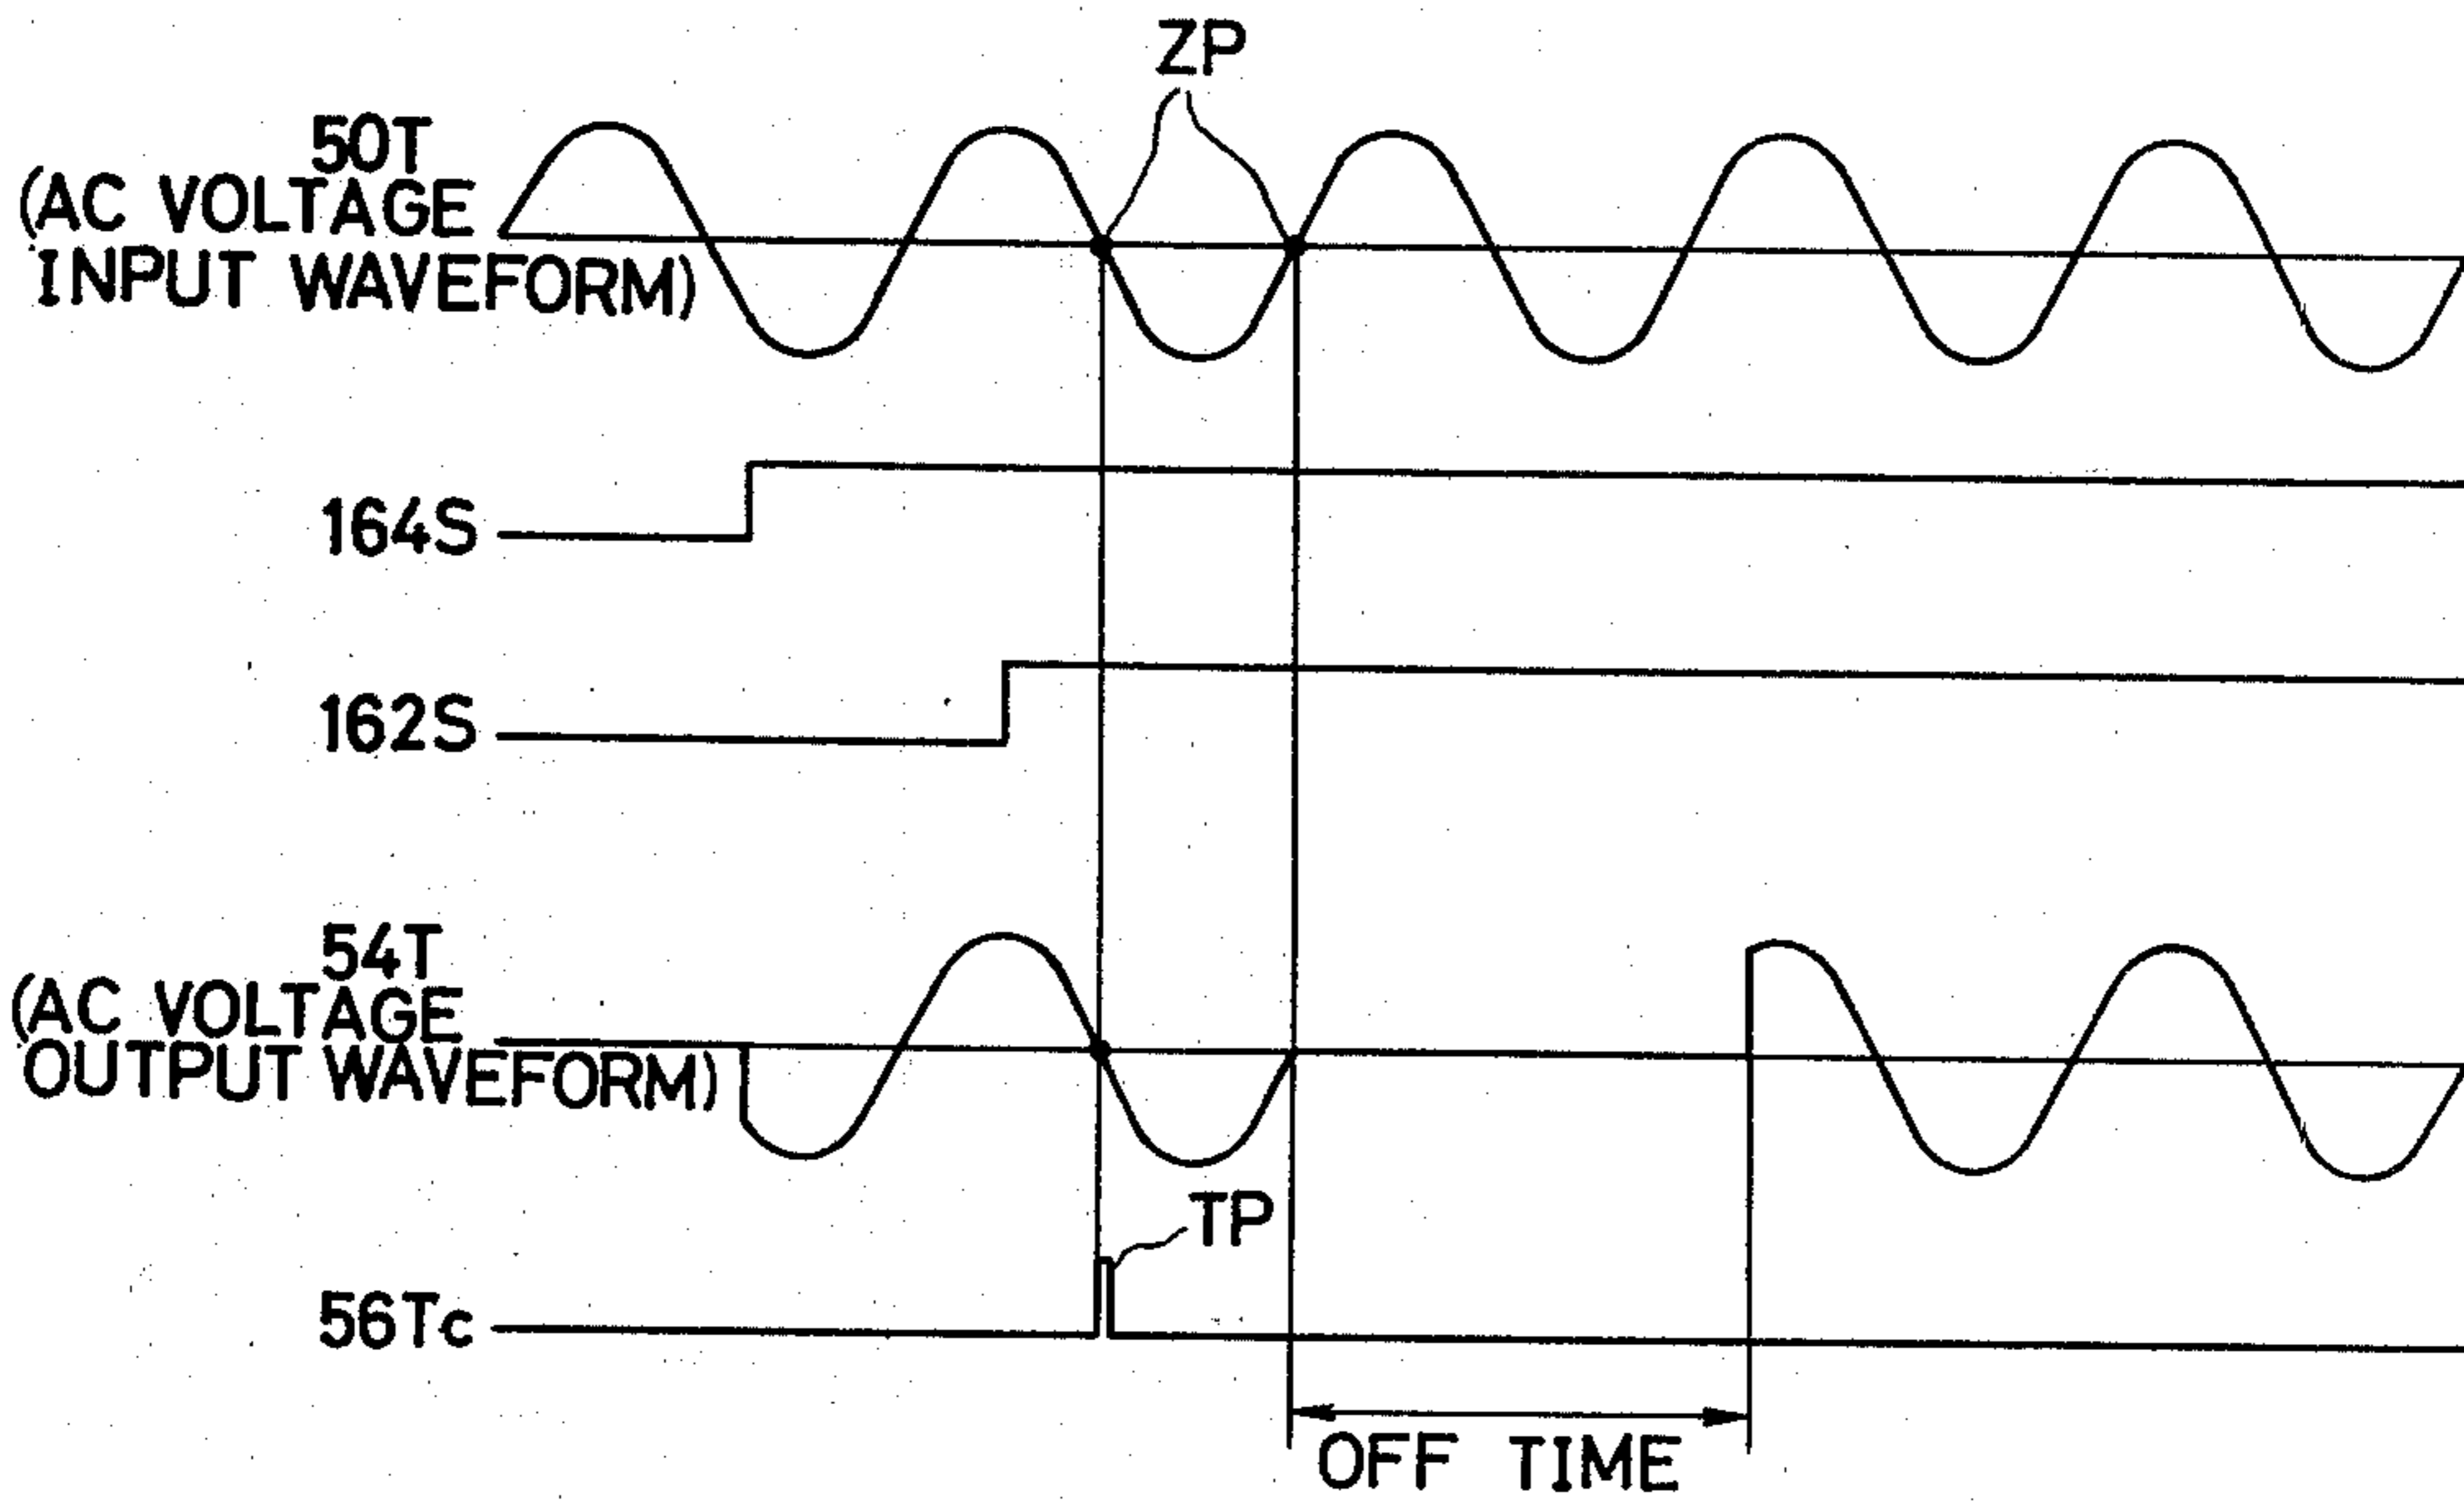 ZP
50T
(AC VOLTAGE
INPUT WAVEFORM)
164S
162S
54T
(AC VOLTAGE
OUTPUT WAVEFORM)
TP
56Tc
OFF TIME